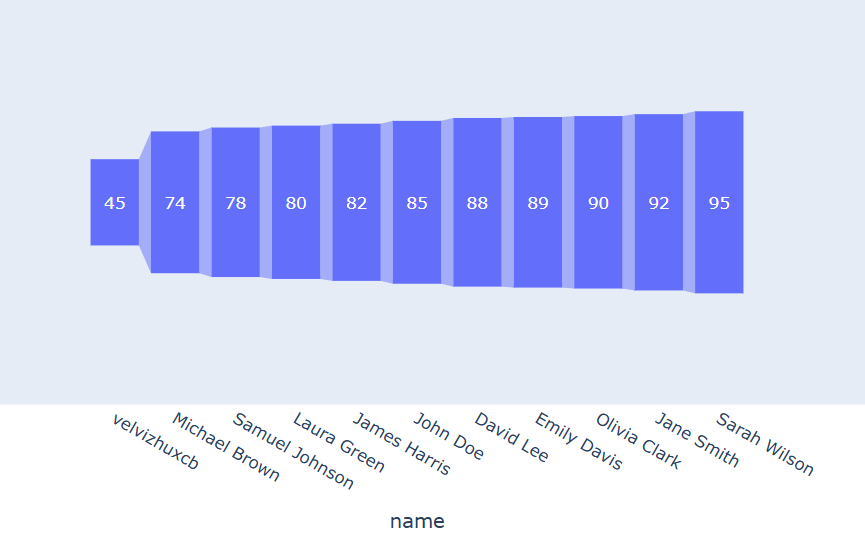 45 74 78 80 82 85 88 89 90 92 95
velvizhuxcb
Michael Brown
Samuel Johnson
Laura Green
James Harris
John Doe
David Lee
Emily Davis
Olivia Clark
Jane Smith
Sarah Wilson
name